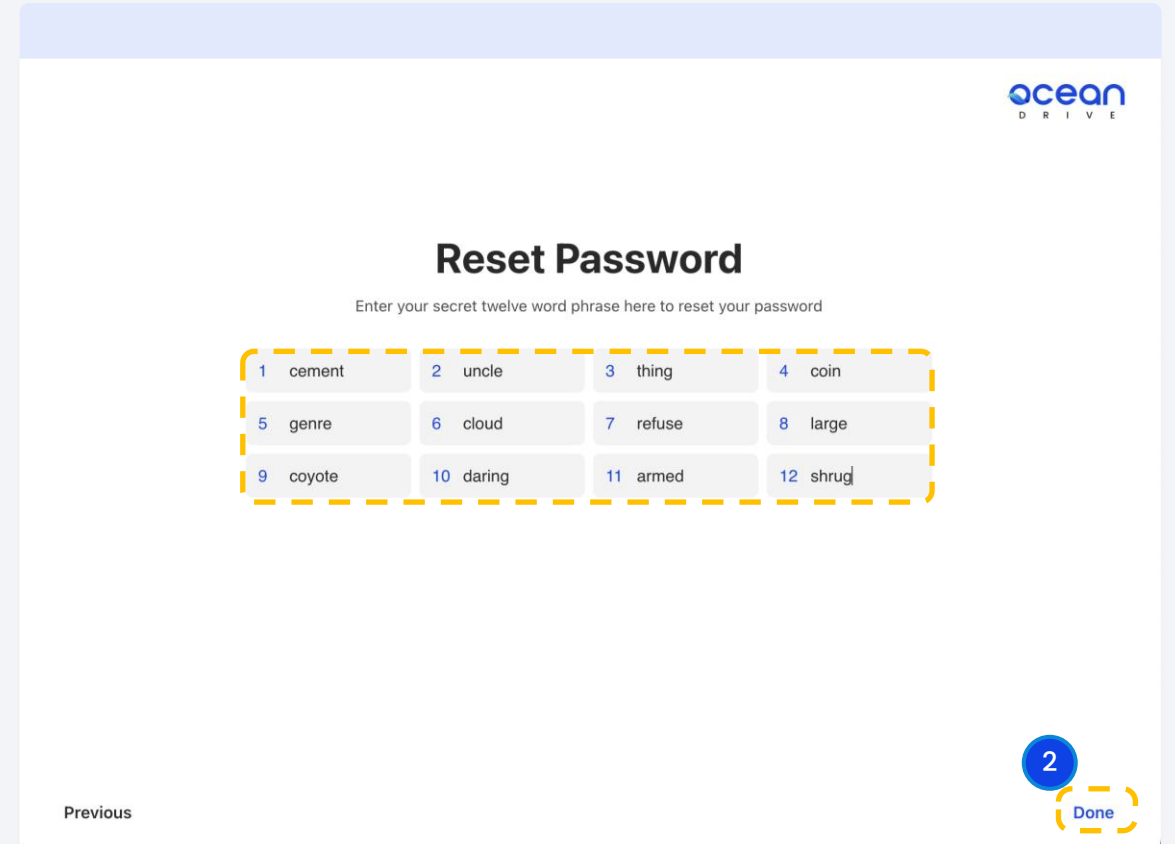 ocean
DRIVE
Reset Password
Enter your secret twelve word phrase here to reset your password
1 cement 2 uncle 3 thing 4 coin
5 genre 6 cloud 7 refuse 8 large
9 coyote 10 daring 11 armed 12 shrug
2
Previous Done